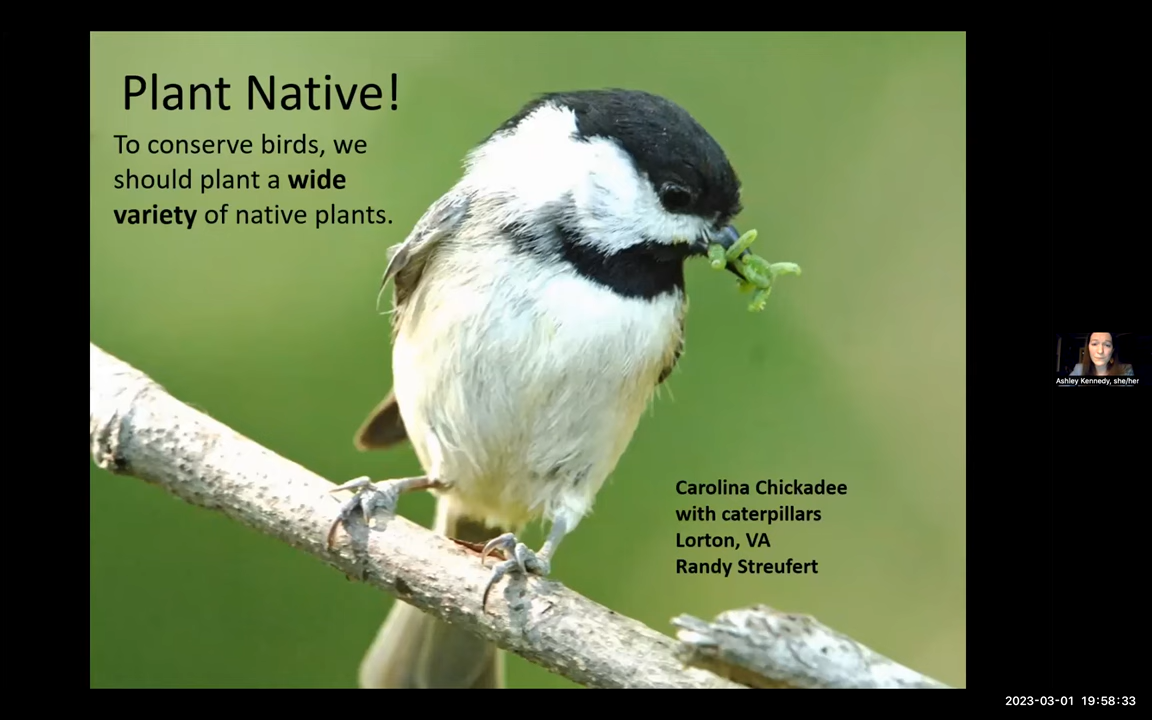 Plant Native!
To conserve birds, we
should plant a wide
variety of native plants.
Carolina Chickadee
with caterpillars
Lorton, VA
Randy Streufert
Ashley Kennedy, she/her
2023-03-01 19:58:33